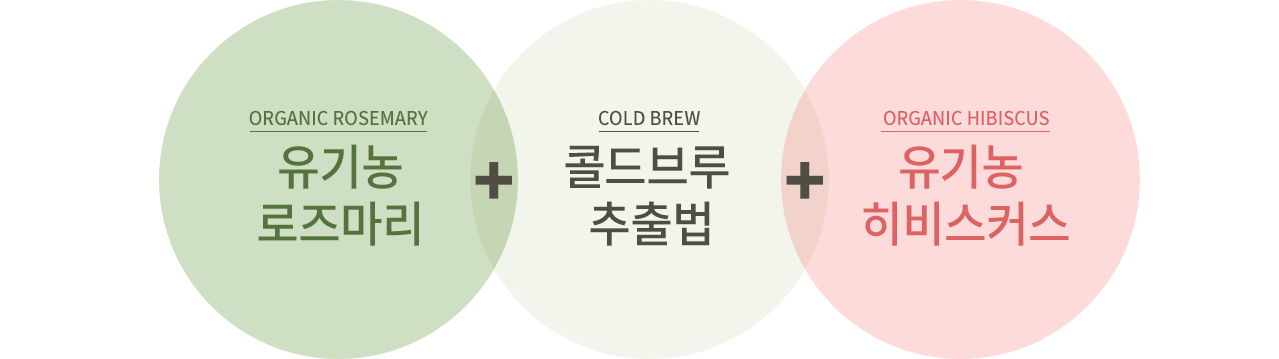 ORGANIC ROSEMARY
유기농
로즈마리
+
COLD BREW
콜드브루
추출법
+
ORGANIC HIBISCUS
유기농
히비스커스